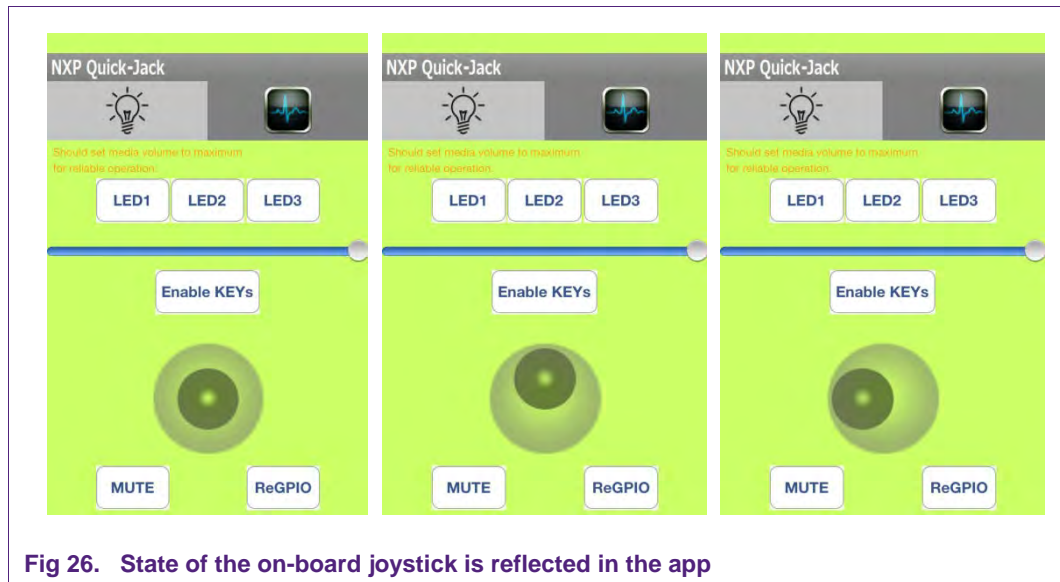 NXP Quick-Jack
Should set media volume to maximum
for reliable operation.
LED1 LED2 LED3
Enable KEYs
MUTE ReGPIO
NXP Quick-Jack
Should set media volume to maximum
for reliable operation.
LED1 LED2 LED3
Enable KEYs
MUTE ReGPIO
NXP Quick-Jack
Should set media volume to maximum
for reliable operation.
LED1 LED2 LED3
Enable KEYs
MUTE ReGPIO
Fig 26. State of the on-board joystick is reflected in the app